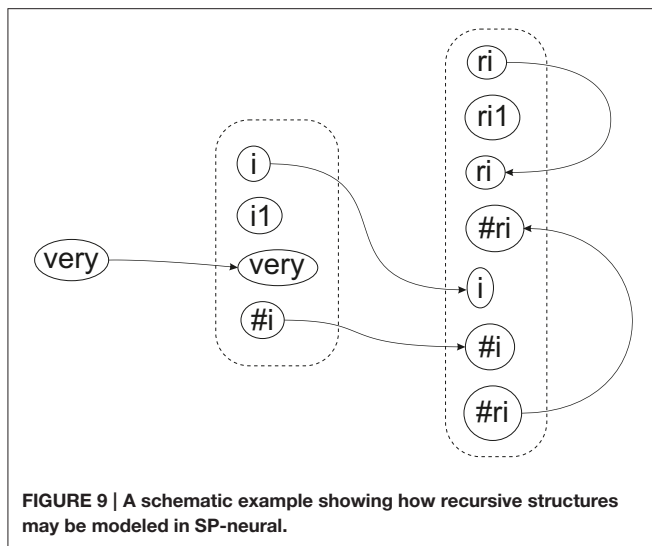 very
i
i1
very
#i
ri
ri1
ri
#ri
i
#i
#ri
FIGURE 9 | A schematic example showing how recursive structures
may be modeled in SP-neural.